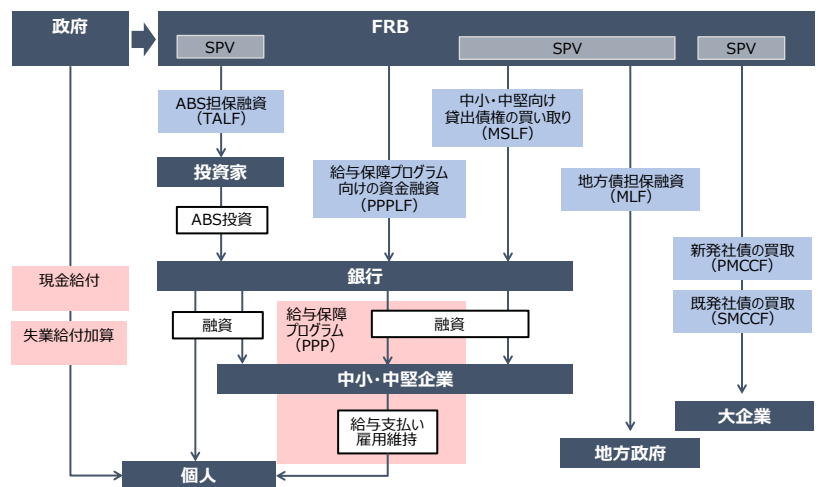 政府
FRB
SPV
SPV
SPV
ABS担保融資
（TALF）
中小・中堅向け
貸出債権の買い取り
（MSLF）
投資家
給与保障プログラム
向けの資金融資
（PPPLF）
地方債担保融資
（MLF）
ABS投資
新発社債の買取
（PMCCF）
銀行
現金給付
既発社債の買取
（SMCCF）
給与保障
プログラム
（PPP）
融資
融資
失業給付加算
中小・中堅企業
大企業
給与支払い
雇用維持
地方政府
個人